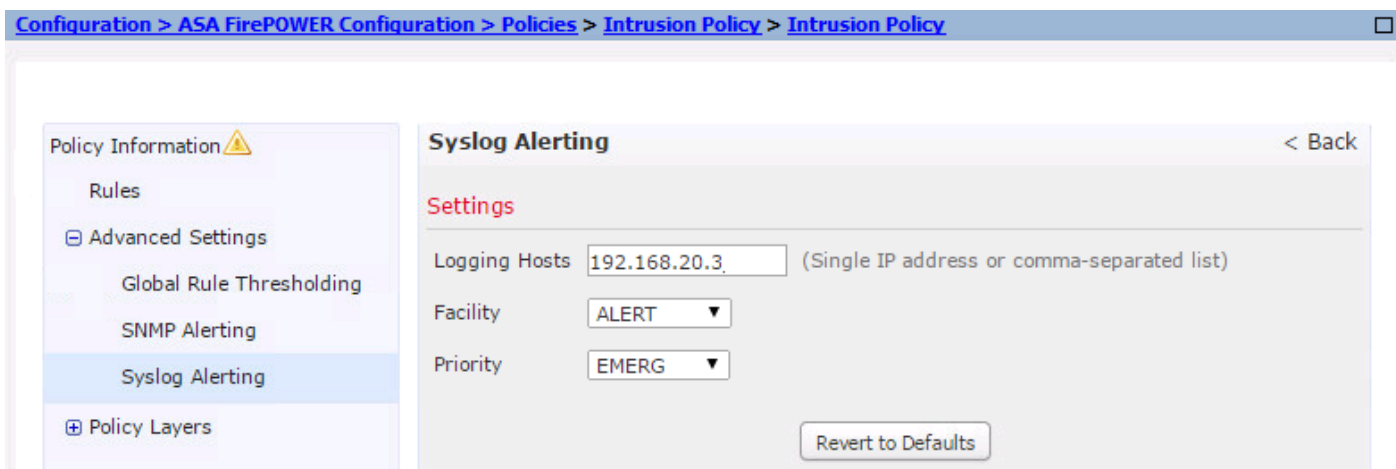 Configuration > ASA FirePOWER Configuration > Policies > Intrusion Policy > Intrusion Policy
Policy Information
Rules
Advanced Settings
Global Rule Thresholding
SNMP Alerting
Syslog Alerting
Policy Layers
Syslog Alerting
< Back
Settings
Logging Hosts 192.168.20.3 (Single IP address or comma-separated list)
Facility ALERT
Priority EMERG
Revert to Defaults